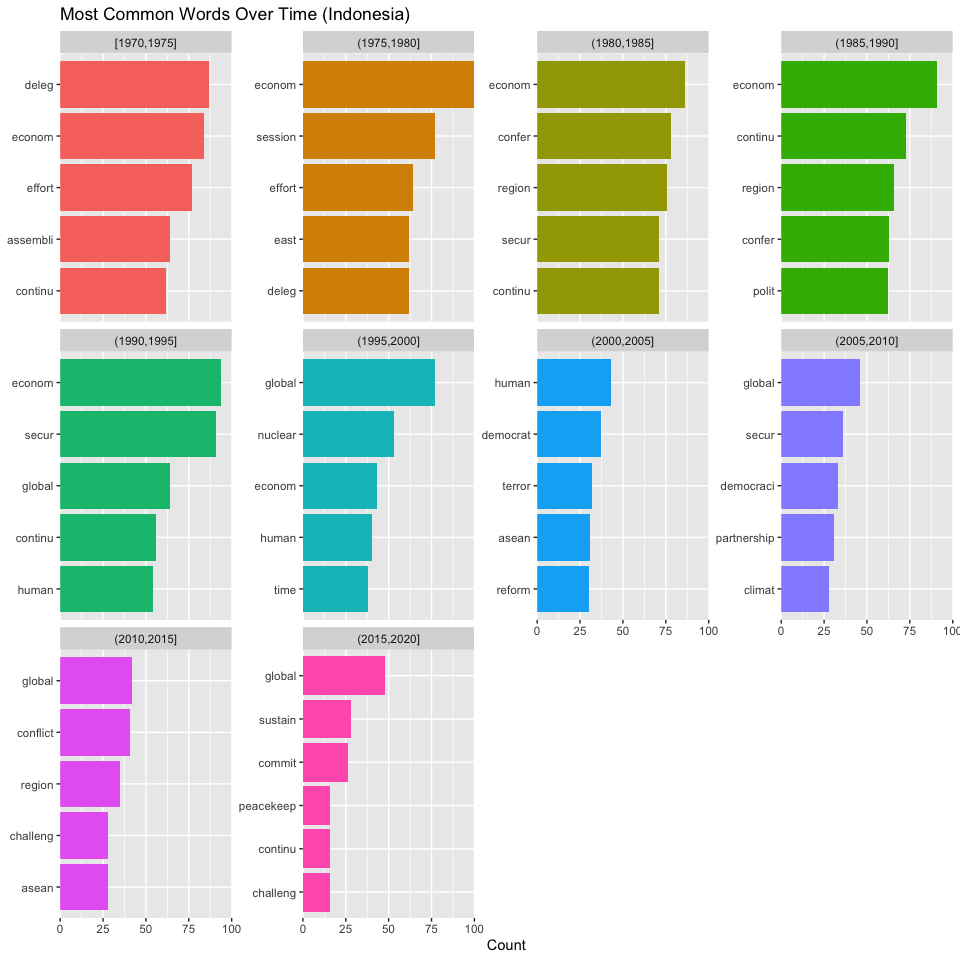 Most Common Words Over Time (Indonesia)
[1970,1975]
deleg
econom
effort
assembli
continu
(1975,1980]
econom
session
effort
east
deleg
(1980,1985]
econom
confer
region
secur
continu
(1985,1990]
econom
continu
region
confer
polit
(1990,1995]
econom
secur
global
continu
human
(1995,2000]
global
nuclear
econom
human
time
(2000,2005]
human
democrat
terror
asean
reform
0 25 50 75 100
(2005,2010]
global
secur
democraci
partnership
climat
0 25 50 75 100
(2010,2015]
global
conflict
region
challeng
asean
0 25 50 75 100
(2015,2020]
global
sustain
commit
peacekeep
continu
challeng
0 25 50 75 100
Count